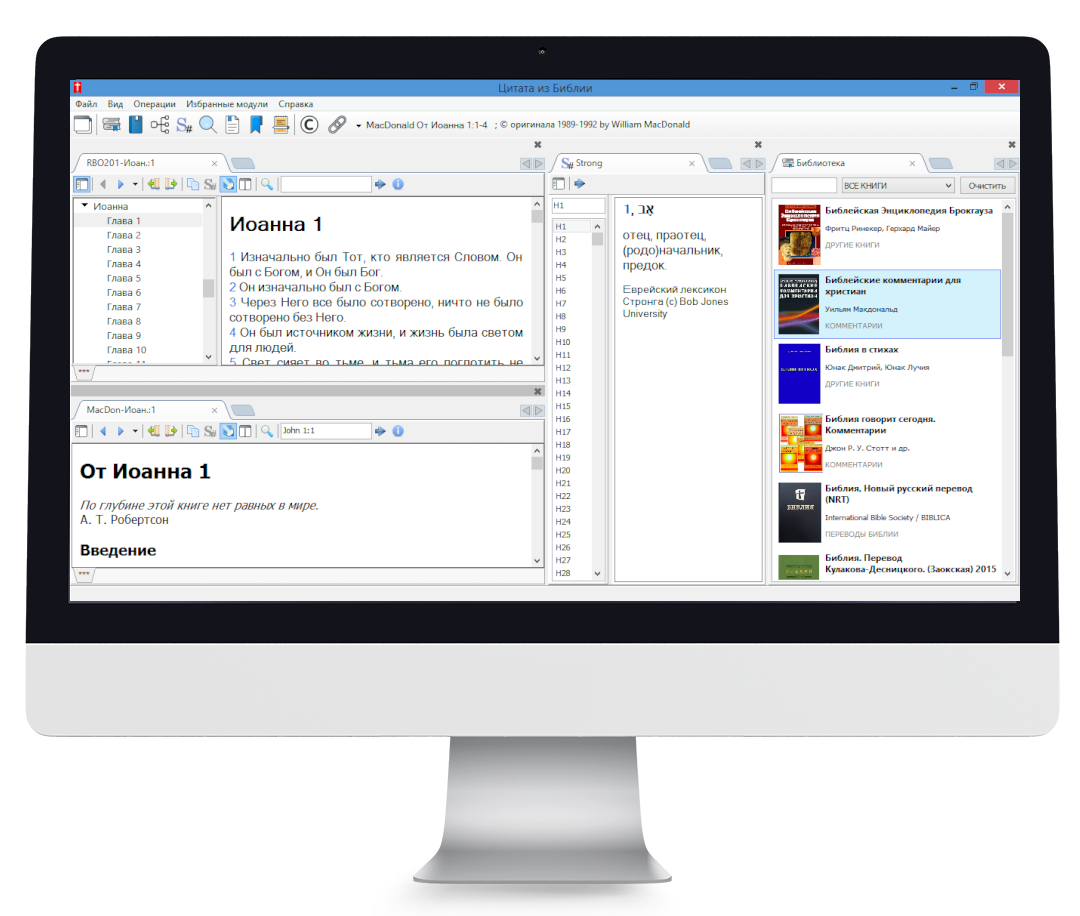 Цитата из Библии
Файл Вид Операции Избранные модули Справка
MacDonald От Иоанна 1:1-4 ; © оригинала 1989-1992 by William MacDonald
RBO201-Иоан.:1
Иоанна
Глава 1
Глава 2
Глава 3
Глава 4
Глава 5
Глава 6
Глава 7
Глава 8
Глава 9
Глава 10
Иоанна 1
1 Изначально был Тот, кто является Словом. Он
был с Богом, и Он был Бог.
2 Он изначально был с Богом.
3 Через Него все было сотворено, ничто не было
сотворено без Него.
4 Он был источником жизни, и жизнь была светом
для людей.
5 Свет сияет во тьме, и тьма его поглотить не
***
MacDon-Иоан.:1
John 1:1
От Иоанна 1
По глубине этой книге нет равных в мире.
А. Т. Робертсон
Введение
***
S# Strong
H1
H1
H2
H3
H4
H5
H6
H7
H8
H9
H10
H11
H12
H13
H14
H15
H16
H17
H18
H19
H20
H21
H22
H23
H24
H25
H26
H27
H28
1, אָב
отец, праотец,
(родо)начальник,
предок.
Еврейский лексикон
Стронга (c) Bob Jones
University
Библиотека
ВСЕ КНИГИ
Очистить
Библейская Энциклопедия Брокгауза
Фритц Ринекер, Герхард Майер
ДРУГИЕ КНИГИ
Библейские комментарии для
христиан
Уильям Макдональд
КОММЕНТАРИИ
Библия в стихах
Юнак Дмитрий, Юнак Лучия
ДРУГИЕ КНИГИ
Библия говорит сегодня.
Комментарии
Джон Р. У. Стотт и др.
КОММЕНТАРИИ
БИБЛИЯ
Библия, Новый русский перевод
(NRT)
International Bible Society / BIBLICA
ПЕРЕВОДЫ БИБЛИИ
Библия. Перевод
Кулакова-Десницкого. (Заокская) 2015